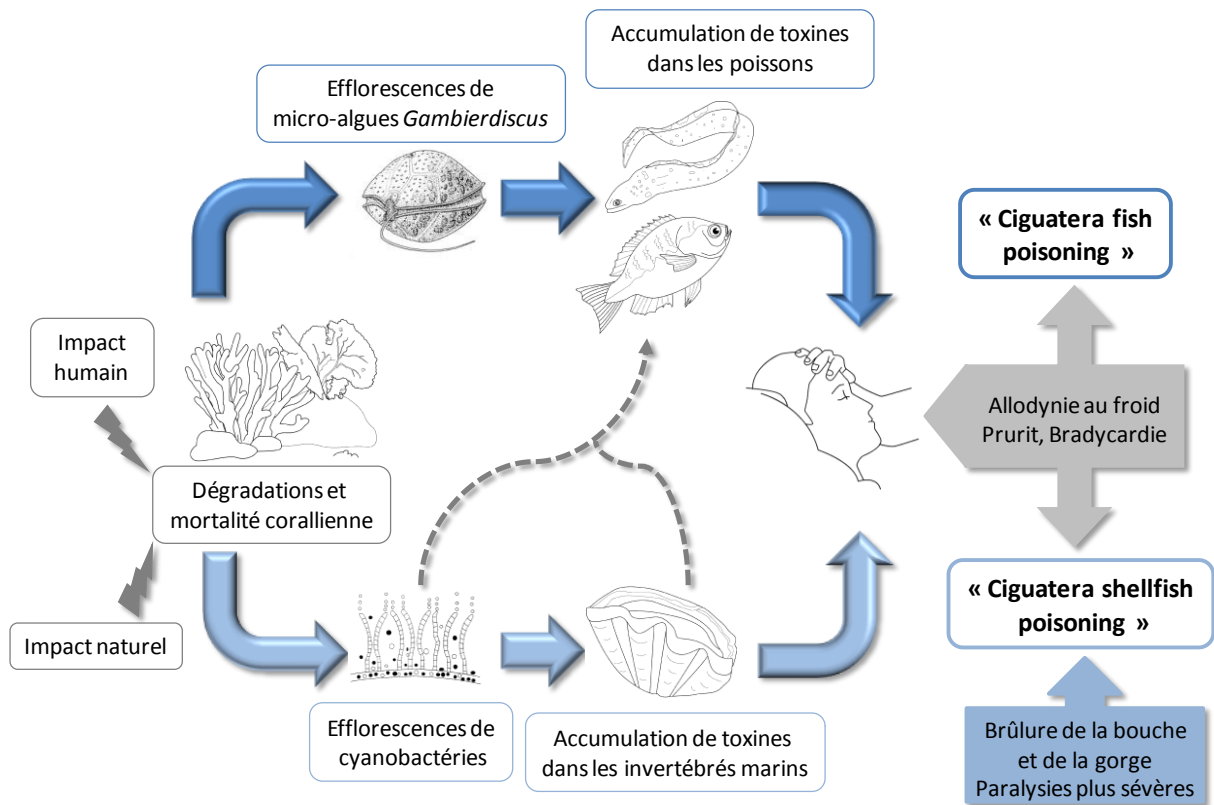 Accumulation de toxines
dans les poissons
Efflorescences de
micro-algues Gambierdiscus
« Ciguatera fish
poisoning »
Impact
humain
Allodynie au froid
Prurit, Bradycardie
Dégradations et
mortalité corallienne
Impact naturel
« Ciguatera shellfish
poisoning »
Efflorescences de
cyanobactéries
Accumulation de toxines
dans les invertébrés marins
Brûlure de la bouche
et de la gorge
Paralysies plus sévères